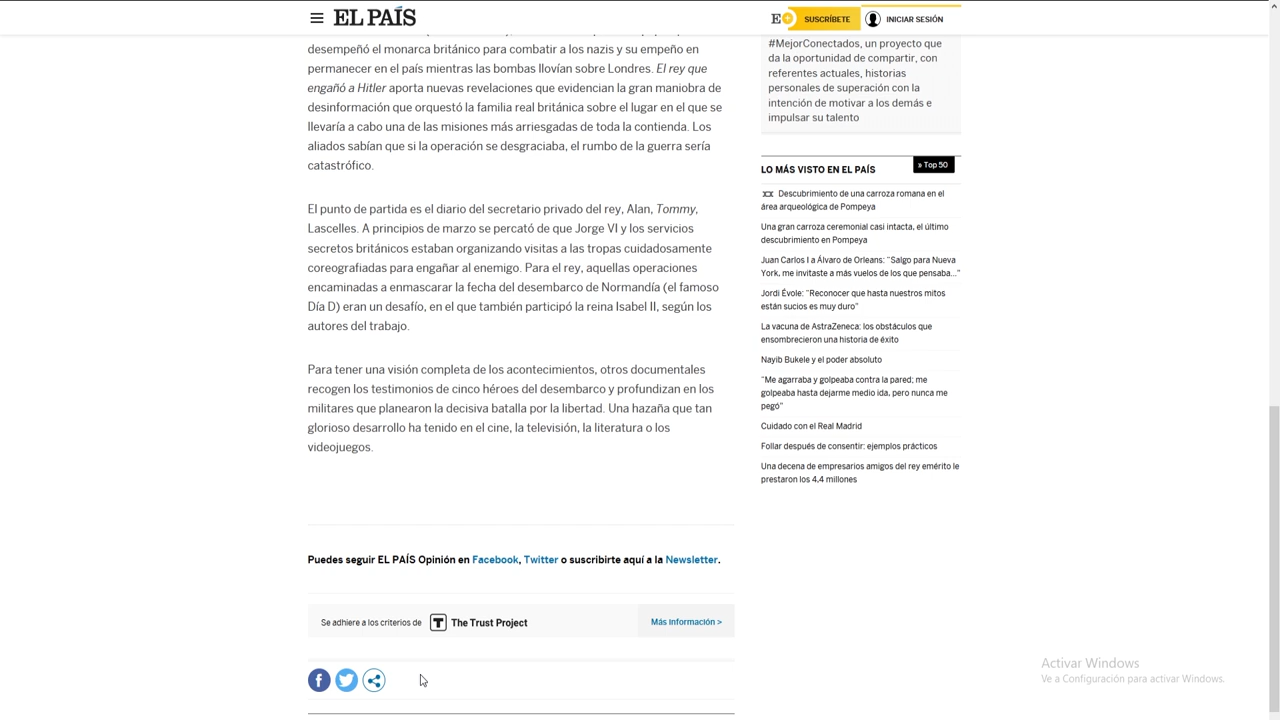 EL PAÍS
E+ SUSCRÍBETE
INICIAR SESIÓN
desempeñó el monarca británico para combatir a los nazis y su empeño en
permanecer en el país mientras las bombas llovían sobre Londres. El rey que
engañó a Hitler aporta nuevas revelaciones que evidencian la gran maniobra de
desinformación que orquestó la familia real británica sobre el lugar en el que se
llevaría a cabo una de las misiones más arriesgadas de toda la contienda. Los
aliados sabían que si la operación se desgraciaba, el rumbo de la guerra sería
catastrófico.
El punto de partida es el diario del secretario privado del rey, Alan, Tommy,
Lascelles. A principios de marzo se percató de que Jorge VI y los servicios
secretos británicos estaban organizando visitas a las tropas cuidadosamente
coreografiadas para engañar al enemigo. Para el rey, aquellas operaciones
encaminadas a enmascarar la fecha del desembarco de Normandía (el famoso
Día D) eran un desafío, en el que también participó la reina Isabel II, según los
autores del trabajo.
Para tener una visión completa de los acontecimientos, otros documentales
recogen los testimonios de cinco héroes del desembarco y profundizan en los
militares que planearon la decisiva batalla por la libertad. Una hazaña que tan
glorioso desarrollo ha tenido en el cine, la televisión, la literatura o los
videojuegos.
Puedes seguir EL PAÍS Opinión en Facebook, Twitter o suscribirte aquí a la Newsletter.
Se adhiere a los criterios de T The Trust Project
Más información >
#MejorConectados, un proyecto que
da la oportunidad de compartir, con
referentes actuales, historias
personales de superación con la
intención de motivar a los demás e
impulsar su talento
LO MÁS VISTO EN EL PAÍS
» Top 50
Descubrimiento de una carroza romana en el
área arqueológica de Pompeya
Una gran carroza ceremonial casi intacta, el último
descubrimiento en Pompeya
Juan Carlos I a Álvaro de Orleans: "Salgo para Nueva
York, me invitaste a más vuelos de los que pensaba..."
Jordi Évole: "Reconocer que hasta nuestros mitos
están sucios es muy duro"
La vacuna de AstraZeneca: los obstáculos que
ensombrecieron una historia de éxito
Nayib Bukele y el poder absoluto
"Me agarraba y golpeaba contra la pared; me
golpeaba hasta dejarme medio ida, pero nunca me
pegó"
Cuidado con el Real Madrid
Follar después de consentir: ejemplos prácticos
Una decena de empresarios amigos del rey emérito le
prestaron los 4,4 millones
Activar Windows
Ve a Configuración para activar Windows.